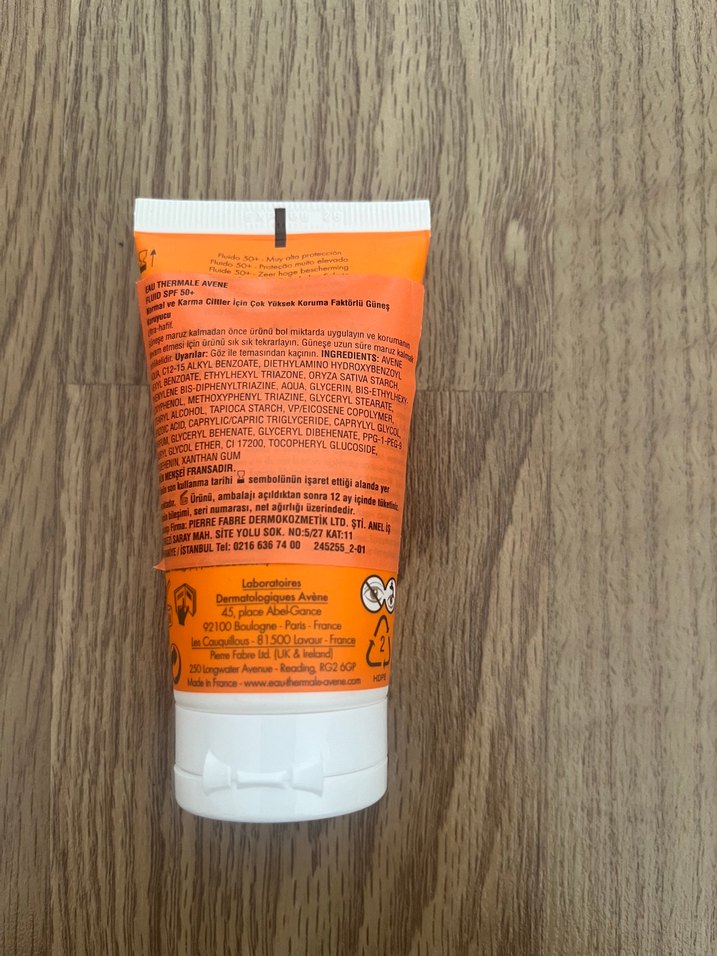 Fluido 50+ - Muy alta protección
Fluido 50+ - Proteção muito elevada
Fluide 50+ - Zeer hoge bescherming
EAU THERMALE AVENE
FLUID SPF 50+
Normal ve Karma Ciltler İçin Çok Yüksek Koruma Faktörlü Güneş
Koruyucu
Ultra-hafif.
Güneşe maruz kalmadan önce ürünü bol miktarda uygulayın ve korumanın
etmesi için ürünü sık sık tekrarlayın. Güneşe uzun süre maruz kalmak
Uyarılar: Göz ile temasından kaçının. INGREDIENTS: AVENE
C12-15 ALKYL BENZOATE, DIETHYLAMINO HYDROXYBENZOYL
BENZOATE, ETHYLHEXYL TRIAZONE, ORYZA SATIVA STARCH,
BIS-DIPHENYLTRIAZINE, AQUA, GLYCERIN, BIS-ETHYLHEXY-
METHOXYPHENYL TRIAZINE, GLYCERYL STEARATE,
ALCOHOL, TAPIOCA STARCH, VP/EICOSENE COPOLYMER,
ACID, CAPRYLIC/CAPRIC TRIGLYCERIDE, CAPRYLYL GLYCOL,
GLYCERYL BEHENATE, GLYCERYL DIBEHENATE, PPG-1-PEG-9
GLYCOL ETHER, CI 17200, TOCOPHERYL GLUCOSIDE,
XANTHAN GUM
MENŞEİ FRANSADIR.
son kullanma tarihi sembolünün işaret ettiği alanda yer
Ürünü, ambalajı açıldıktan sonra 12 ay içinde tüketiniz.
bileşimi, seri numarası, net ağırlığı üzerindedir.
Firma: PIERRE FABRE DERMOKOZMETİK LTD. ŞTİ. ANEL İŞ
SARAY MAH. SİTE YOLU SOK. NO:5/27 KAT:11
/ İSTANBUL Tel: 0216 636 74 00 245255_2-01
Laboratoires
Dermatologiques Avène
45, place Abel-Gance
92100 Boulogne - Paris - France
Les Cauquillous - 81500 Lavaur - France
Pierre Fabre Ltd. (UK & Ireland)
250 Longwater Avenue - Reading, RG2 6GP
Made in France - www.eau-thermale-avene.com
2
HDPE